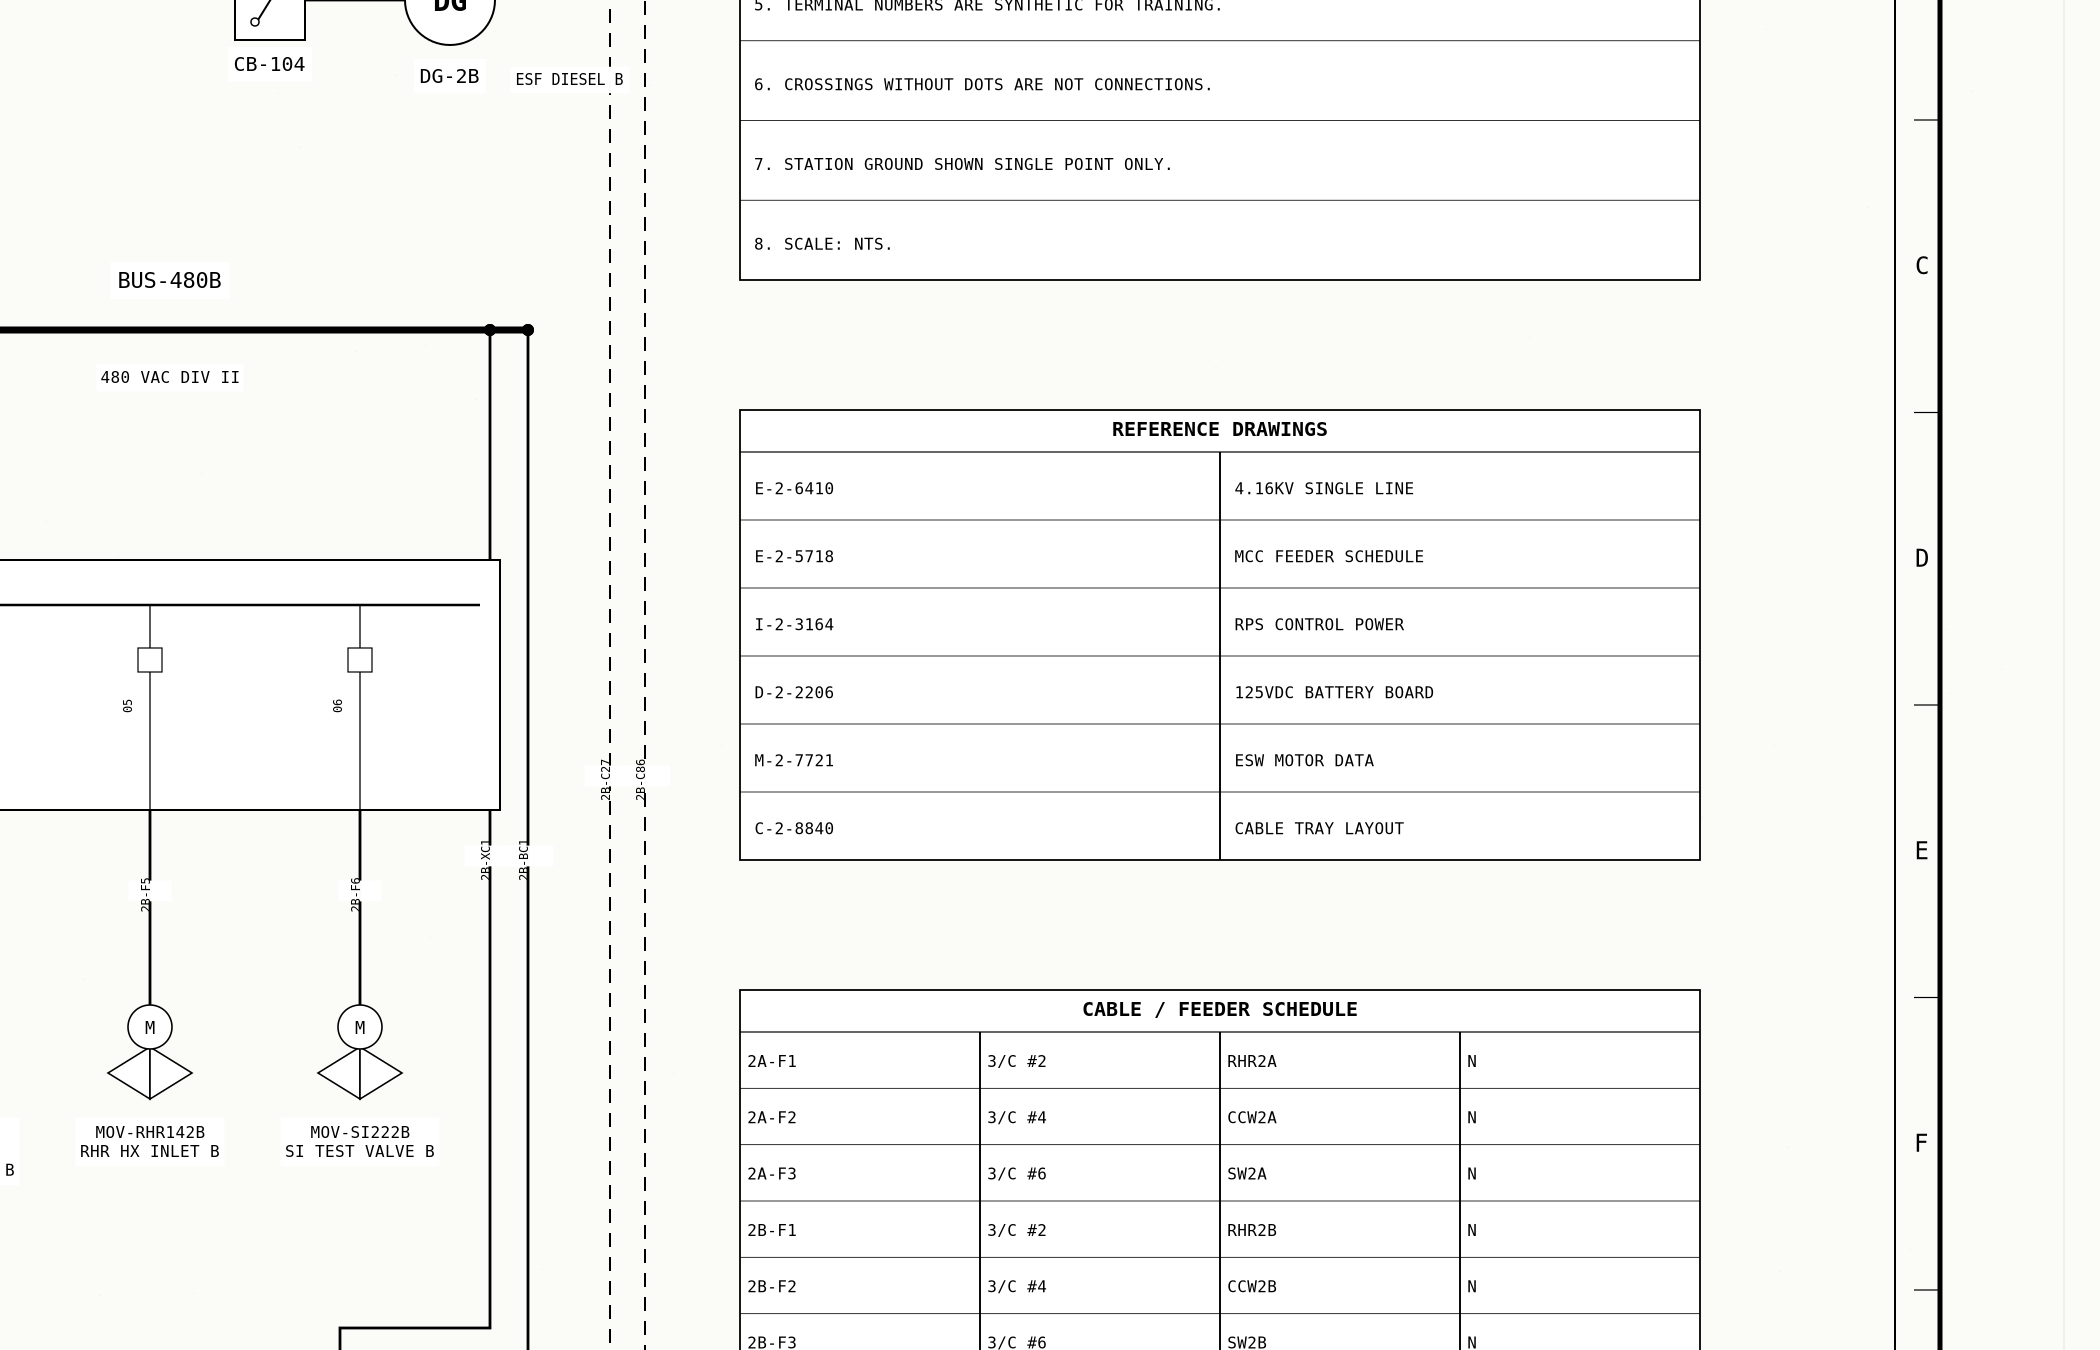 DG
CB-104
DG-2B
ESF DIESEL B
BUS-480B
480 VAC DIV II
05
06
2B-C27
2B-C86
2B-XC1
2B-BC1
2B-F5
2B-F6
M
M
MOV-RHR142B
RHR HX INLET B
MOV-SI222B
SI TEST VALVE B
B
5. TERMINAL NUMBERS ARE SYNTHETIC FOR TRAINING.
6. CROSSINGS WITHOUT DOTS ARE NOT CONNECTIONS.
7. STATION GROUND SHOWN SINGLE POINT ONLY.
8. SCALE: NTS.
REFERENCE DRAWINGS
E-2-6410 4.16KV SINGLE LINE
E-2-5718 MCC FEEDER SCHEDULE
I-2-3164 RPS CONTROL POWER
D-2-2206 125VDC BATTERY BOARD
M-2-7721 ESW MOTOR DATA
C-2-8840 CABLE TRAY LAYOUT
CABLE / FEEDER SCHEDULE
2A-F1 3/C #2 RHR2A N
2A-F2 3/C #4 CCW2A N
2A-F3 3/C #6 SW2A N
2B-F1 3/C #2 RHR2B N
2B-F2 3/C #4 CCW2B N
2B-F3 3/C #6 SW2B N
C
D
E
F